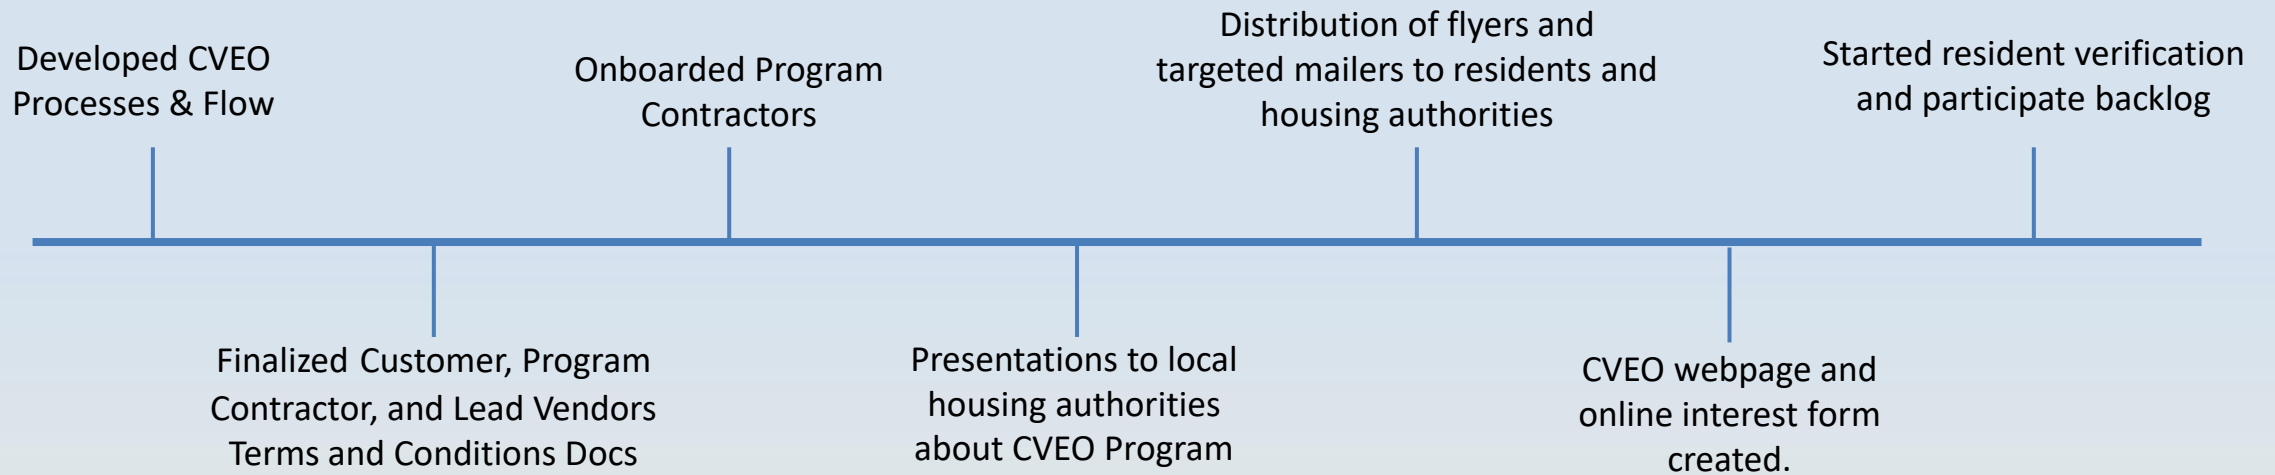 Developed CVEO
Processes & Flow
Finalized Customer, Program
Contractor, and Lead Vendors
Terms and Conditions Docs
Onboarded Program
Contractors
Presentations to local
housing authorities
about CVEO Program
Distribution of flyers and
targeted mailers to residents and
housing authorities
CVEO webpage and
online interest form
created.
Started resident verification
and participate backlog